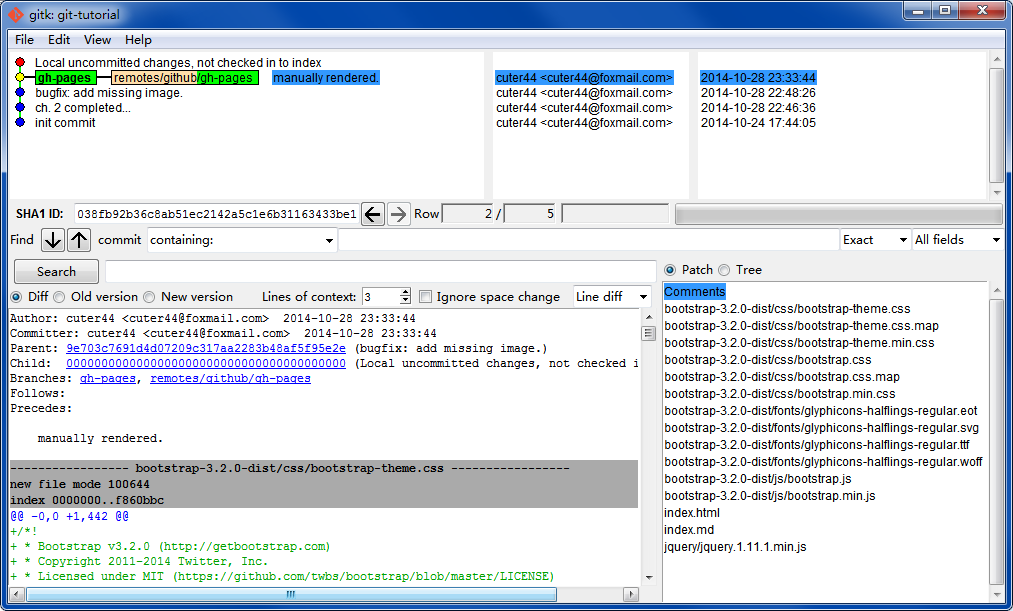 gitk: git-tutorial
File Edit View Help
Local uncommitted changes, not checked in to index
gh-pages remotes/github/gh-pages manually rendered. cuter44 <cuter44@foxmail.com> 2014-10-28 23:33:44
bugfix: add missing image. cuter44 <cuter44@foxmail.com> 2014-10-28 22:48:26
ch. 2 completed... cuter44 <cuter44@foxmail.com> 2014-10-28 22:46:36
init commit cuter44 <cuter44@foxmail.com> 2014-10-24 17:44:05
SHA1 ID: 038fb92b36c8ab51ec2142a5c1e6b31163433be1 Row 2 / 5
Find commit containing: Exact All fields
Search
Diff Old version New version Lines of context: 3 Ignore space change Line diff
Author: cuter44 <cuter44@foxmail.com> 2014-10-28 23:33:44
Committer: cuter44 <cuter44@foxmail.com> 2014-10-28 23:33:44
Parent: 9e703c7691d4d07209c317aa2283b48af5f95e2e (bugfix: add missing image.)
Child: 0000000000000000000000000000000000000000 (Local uncommitted changes, not checked i
Branches: gh-pages, remotes/github/gh-pages
Follows:
Precedes:
manually rendered.
----------------- bootstrap-3.2.0-dist/css/bootstrap-theme.css -----------------
new file mode 100644
index 0000000..f860bbc
@@ -0,0 +1,442 @@
+/*!
+ * Bootstrap v3.2.0 (http://getbootstrap.com)
+ * Copyright 2011-2014 Twitter, Inc.
+ * Licensed under MIT (https://github.com/twbs/bootstrap/blob/master/LICENSE)
Patch Tree
Comments
bootstrap-3.2.0-dist/css/bootstrap-theme.css
bootstrap-3.2.0-dist/css/bootstrap-theme.css.map
bootstrap-3.2.0-dist/css/bootstrap-theme.min.css
bootstrap-3.2.0-dist/css/bootstrap.css
bootstrap-3.2.0-dist/css/bootstrap.css.map
bootstrap-3.2.0-dist/css/bootstrap.min.css
bootstrap-3.2.0-dist/fonts/glyphicons-halflings-regular.eot
bootstrap-3.2.0-dist/fonts/glyphicons-halflings-regular.svg
bootstrap-3.2.0-dist/fonts/glyphicons-halflings-regular.ttf
bootstrap-3.2.0-dist/fonts/glyphicons-halflings-regular.woff
bootstrap-3.2.0-dist/js/bootstrap.js
bootstrap-3.2.0-dist/js/bootstrap.min.js
index.html
index.md
jquery/jquery.1.11.1.min.js